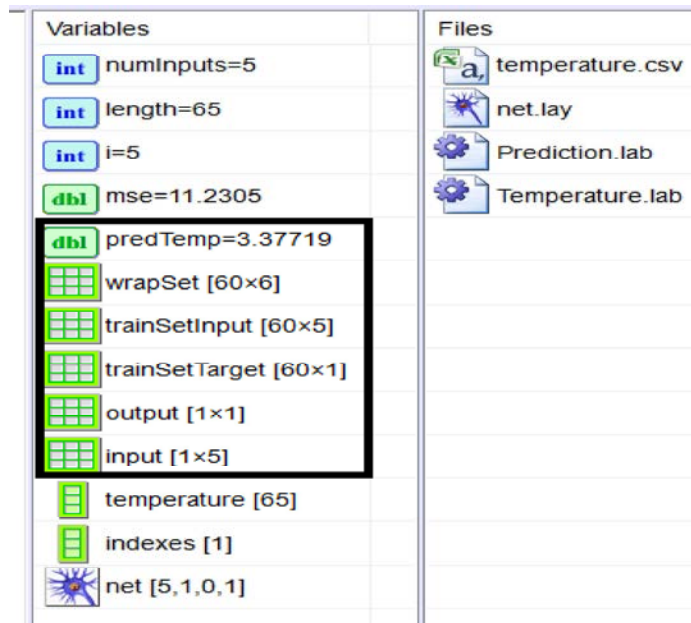 Variables
int numInputs=5
int length=65
int i=5
dbl mse=11.2305
dbl predTemp=3.37719
wrapSet [60×6]
trainSetInput [60×5]
trainSetTarget [60×1]
output [1×1]
input [1×5]
temperature [65]
indexes [1]
net [5,1,0,1]
Files
a, temperature.csv
net.lay
Prediction.lab
Temperature.lab